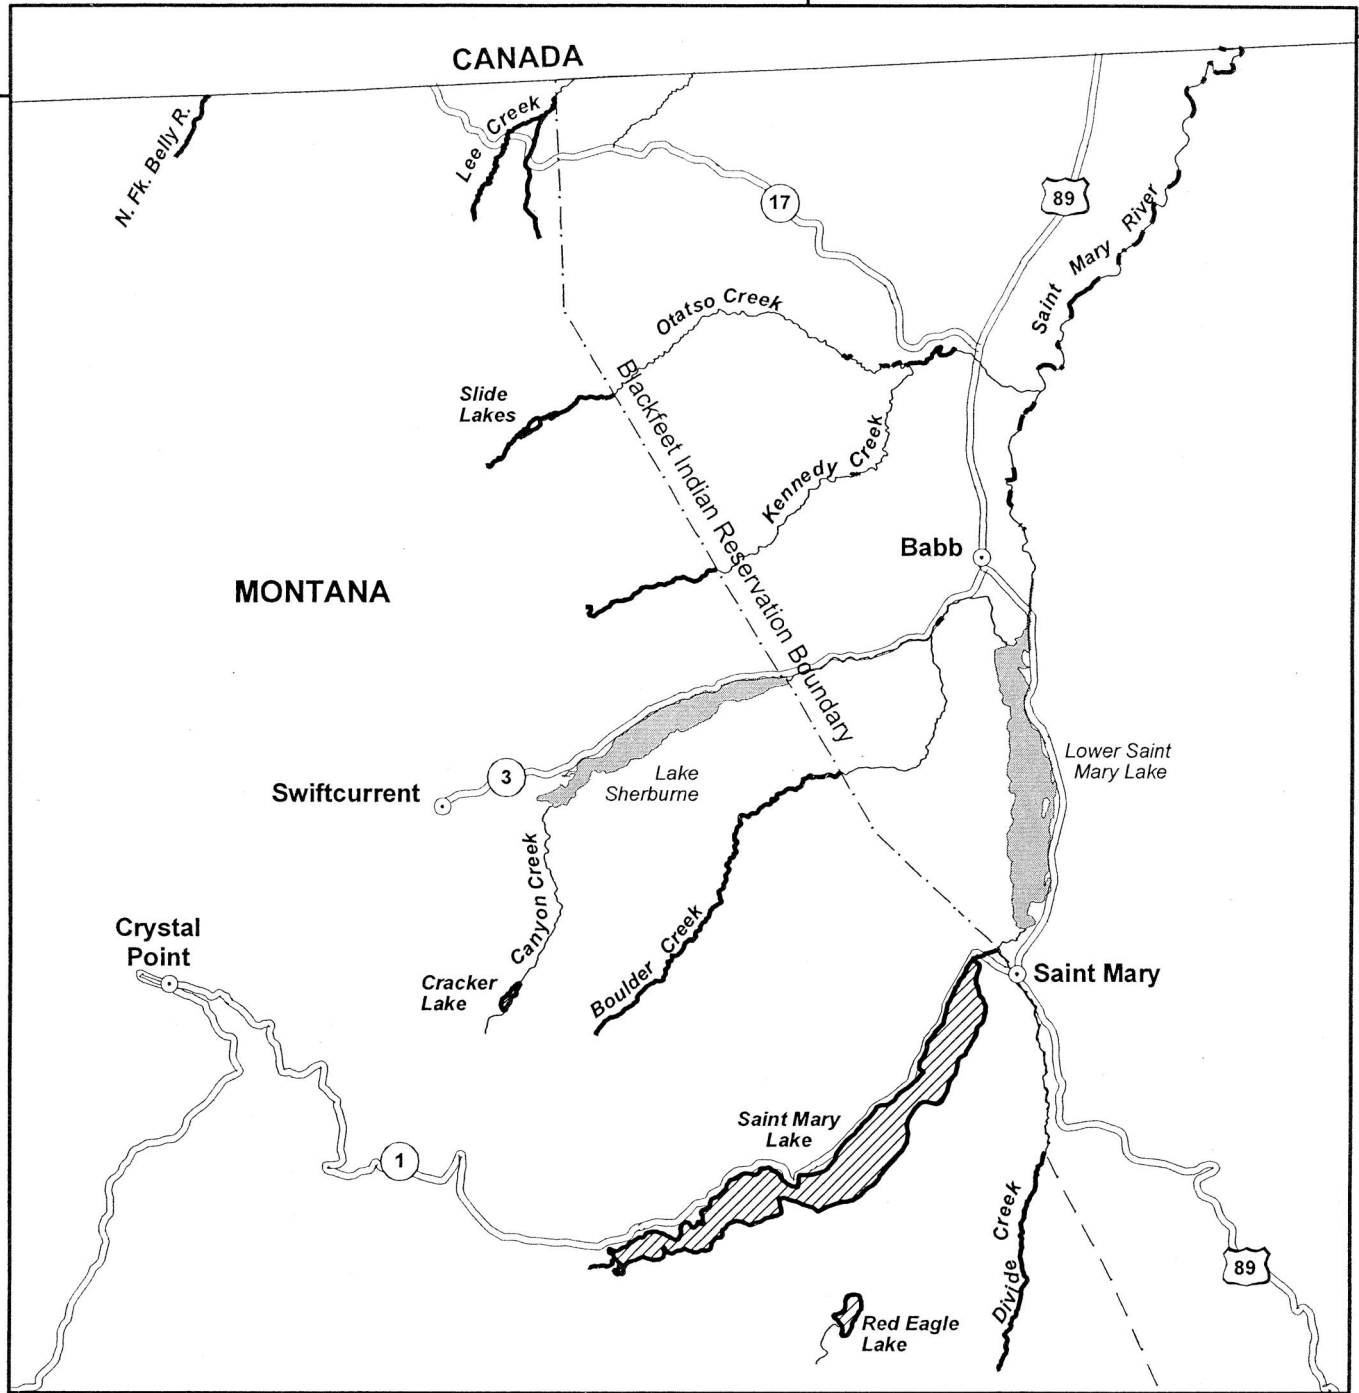 CANADA
N. Fk. Belly R.
Lee Creek
17
89
Saint Mary River
Otatso Creek
Slide
Lakes
Blackfeet Indian Reservation Boundary
Kennedy Creek
Babb
MONTANA
Lower Saint
Mary Lake
3
Lake
Sherburne
Swiftcurrent
Canyon Creek
Crystal
Point
Boulder Creek
Cracker
Lake
Saint Mary
Saint Mary
Lake
1
Divide Creek
89
Red Eagle
Lake